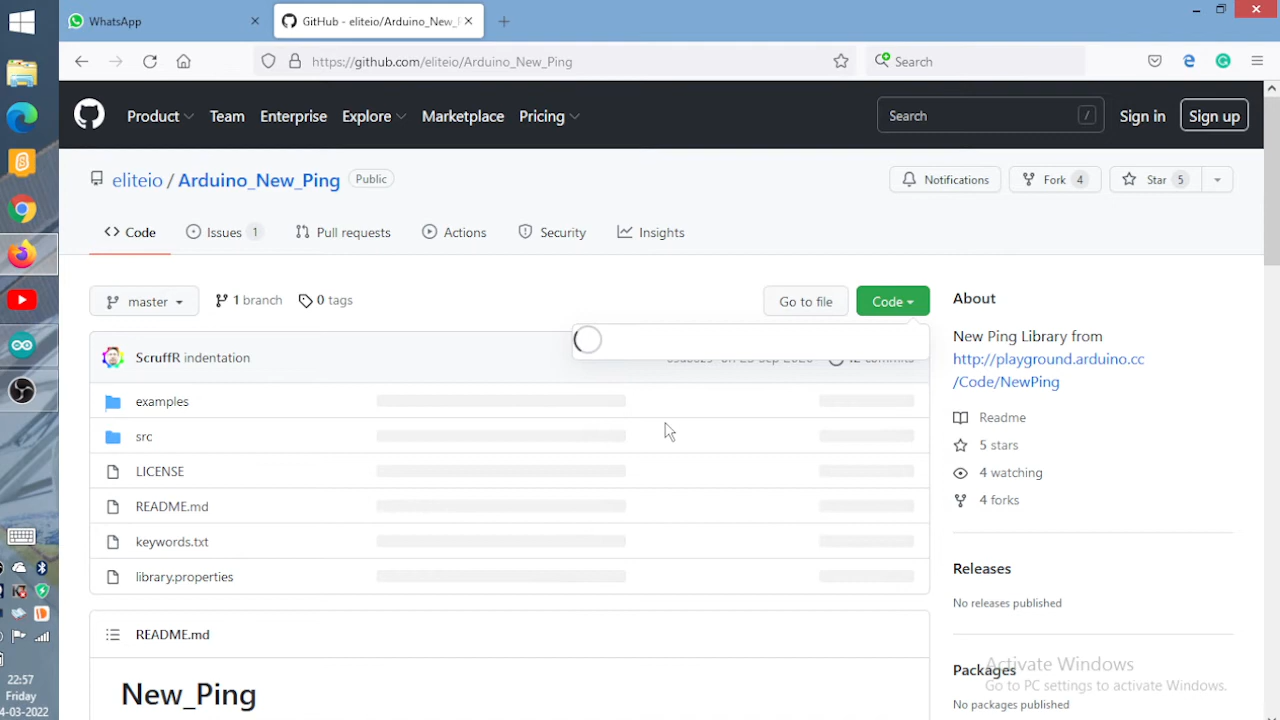 WhatsApp
GitHub - eliteio/Arduino_New_P
https://github.com/eliteio/Arduino_New_Ping
Search
Product
Team
Enterprise
Explore
Marketplace
Pricing
Search
/
Sign in
Sign up
eliteio / Arduino_New_Ping
Public
Notifications
Fork 4
Star 5
Code
Issues 1
Pull requests
Actions
Security
Insights
master
1 branch
0 tags
Go to file
Code
ScruffR indentation
examples
src
LICENSE
README.md
keywords.txt
library.properties
README.md
New_Ping
About
New Ping Library from
http://playground.arduino.cc
/Code/NewPing
Readme
5 stars
4 watching
4 forks
Releases
No releases published
Packages
No packages published
Activate Windows
Go to PC settings to activate Windows.
22:57
Friday
4-03-2022